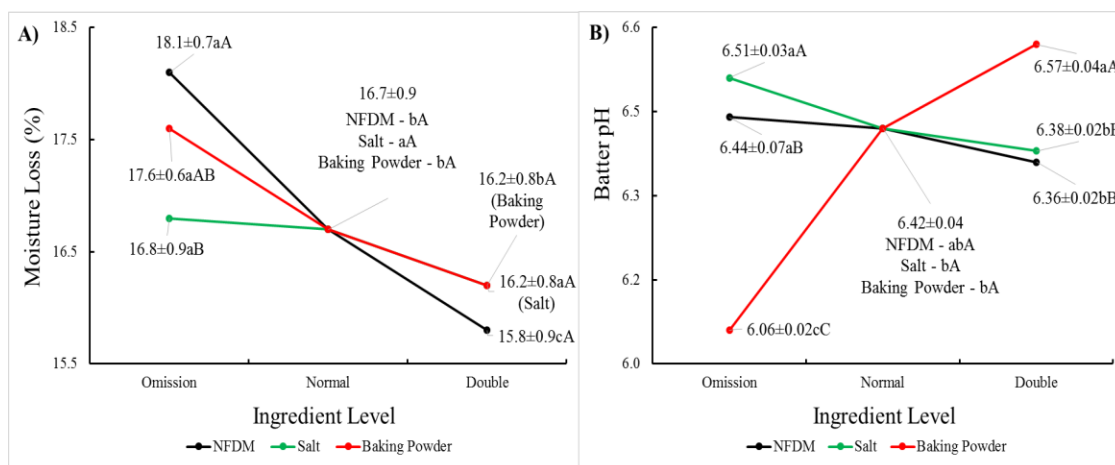 A)
Moisture Loss (%)
18.5
17.5
16.5
15.5
18.1±0.7aA
17.6±0.6aAB
16.8±0.9aB
16.7±0.9
NFDM - bA
Salt - aA
Baking Powder - bA
16.2±0.8bA
(Baking
Powder)
16.2±0.8aA
(Salt)
15.8±0.9cA
Omission
Normal
Double
Ingredient Level
NFDM
Salt
Baking Powder
B)
Batter pH
6.6
6.5
6.3
6.2
6.0
6.51±0.03aA
6.44±0.07aB
6.06±0.02cC
6.42±0.04
NFDM - abA
Salt - bA
Baking Powder - bA
6.57±0.04aA
6.38±0.02bB
6.36±0.02bB
Omission
Normal
Double
Ingredient Level
NFDM
Salt
Baking Powder